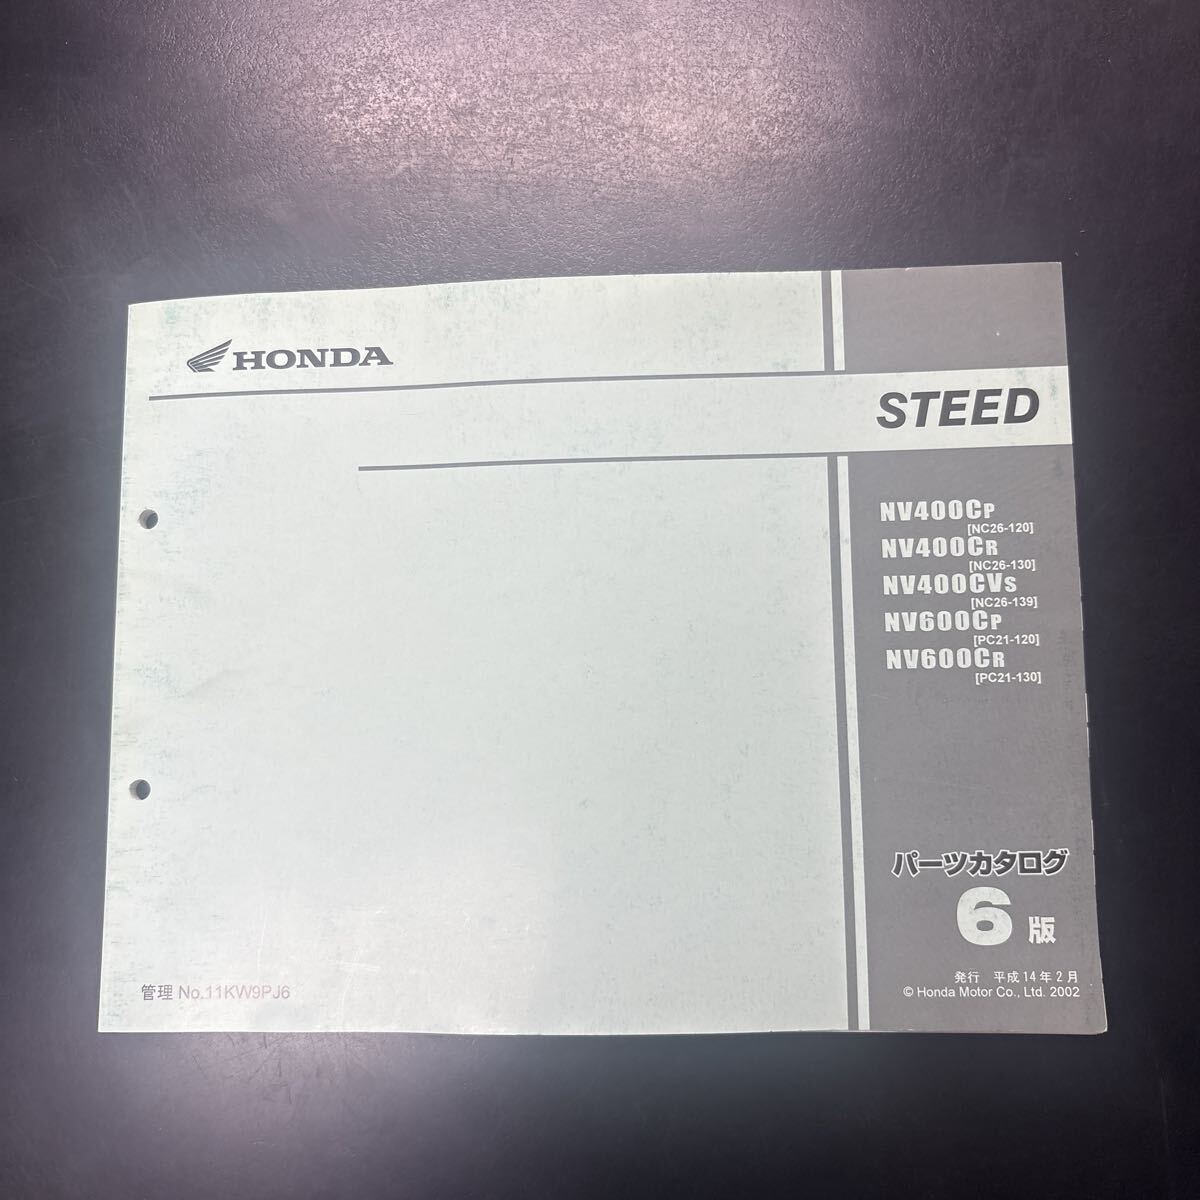 HONDA
STEED
NV400CP
[NC26-120]
NV400CR
[NC26-130]
NV400CVS
[NC26-139]
NV600CP
[PC21-120]
NV600CR
[PC21-130]
パーツカタログ
6版
発行 平成14年2月
© Honda Motor Co., Ltd. 2002
管理 No.11KW9PJ6